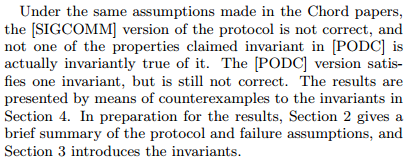 Under the same assumptions made in the Chord papers,
the [SIGCOMM] version of the protocol is not correct, and
not one of the properties claimed invariant in [PODC] is
actually invariantly true of it. The [PODC] version satis-
fies one invariant, but is still not correct. The results are
presented by means of counterexamples to the invariants in
Section 4. In preparation for the results, Section 2 gives a
brief summary of the protocol and failure assumptions, and
Section 3 introduces the invariants.